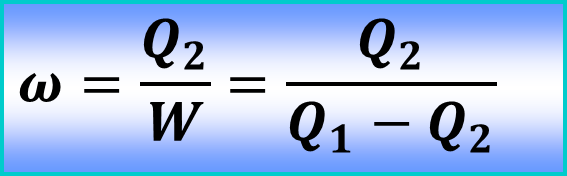 ω = Q₂/W = Q₂/(Q₁ − Q₂)